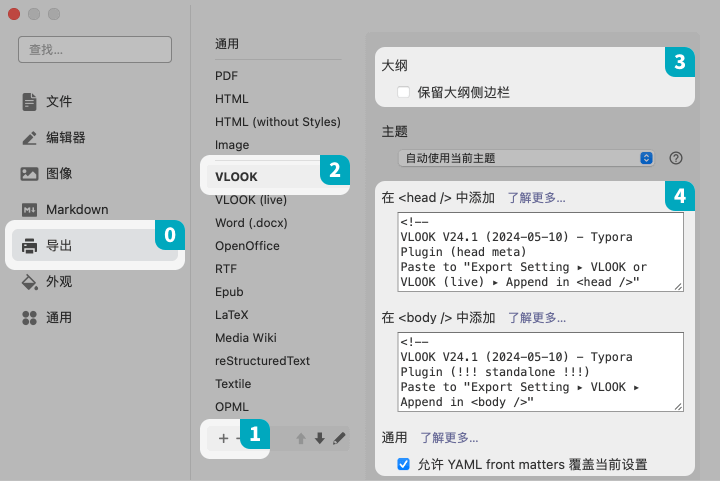 查找...
文件
编辑器
图像
Markdown
导出
0
外观
通用
通用
PDF
HTML
HTML (without Styles)
Image
VLOOK
2
VLOOK (live)
Word (.docx)
OpenOffice
RTF
Epub
LaTeX
Media Wiki
reStructuredText
Textile
OPML
+
1
大纲
3
保留大纲侧边栏
主题
自动使用当前主题
?
在 <head /> 中添加 了解更多...
4
<!--
VLOOK V24.1 (2024-05-10) - Typora
Plugin (head meta)
Paste to "Export Setting ▸ VLOOK or
VLOOK (live) ▸ Append in <head />"
在 <body /> 中添加 了解更多...
<!--
VLOOK V24.1 (2024-05-10) - Typora
Plugin (!!! standalone !!!)
Paste to "Export Setting ▸ VLOOK ▸
Append in <body />"
通用 了解更多...
允许 YAML front matters 覆盖当前设置